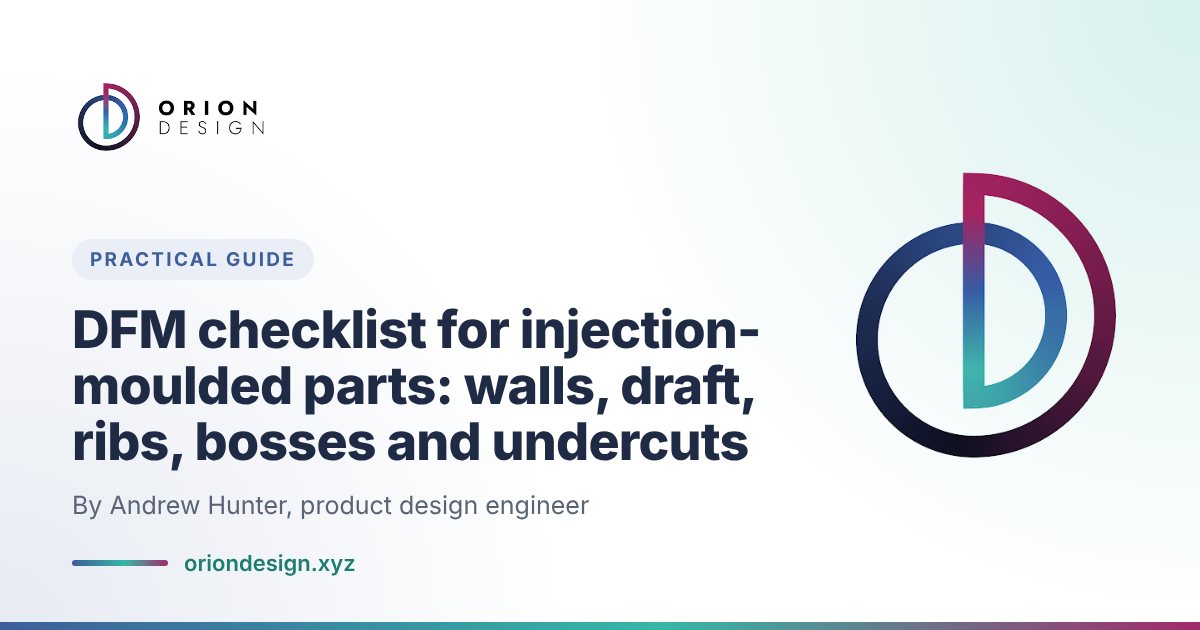 ORION
DESIGN
PRACTICAL GUIDE
DFM checklist for injection-
moulded parts: walls, draft,
ribs, bosses and undercuts
By Andrew Hunter, product design engineer
oriondesign.xyz